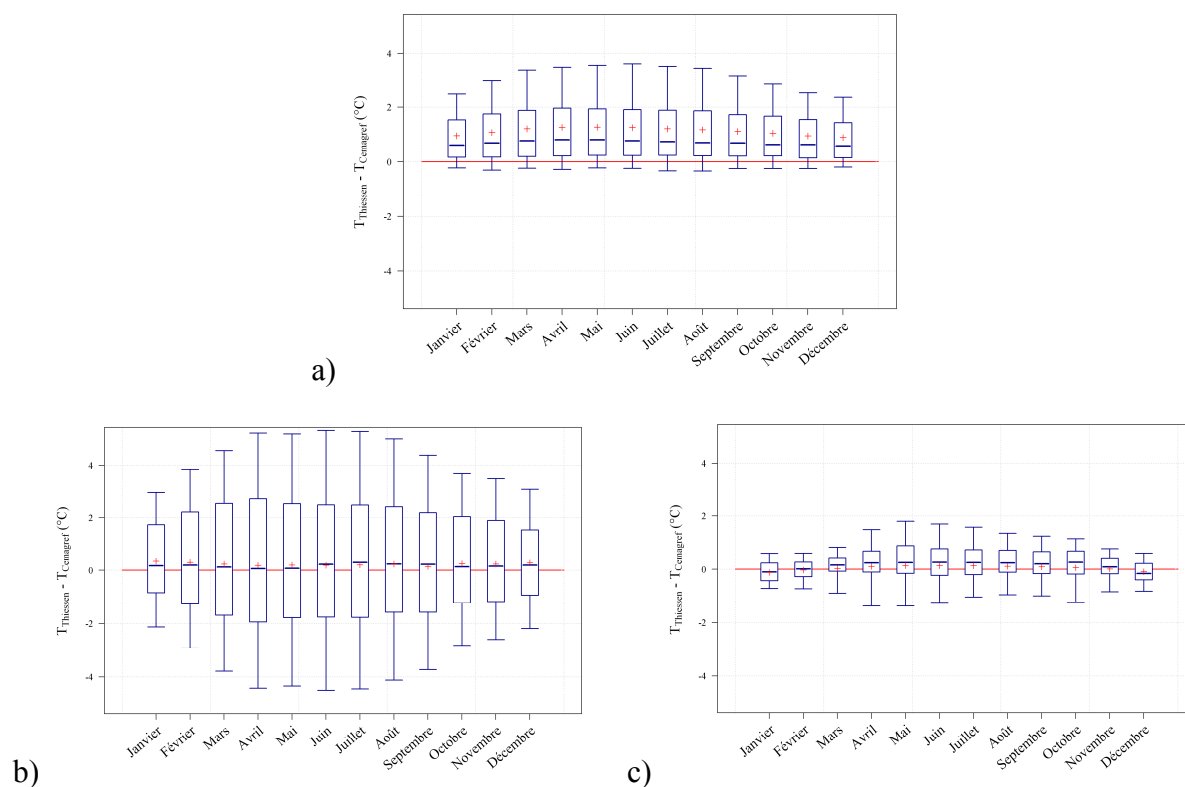 T_Thiessen - T_Cemagref (°C)
4
2
0
-2
-4
Janvier
Février
Mars
Avril
Mai
Juin
Juillet
Août
Septembre
Octobre
Novembre
Décembre
a)
T_Thiessen - T_Cemagref (°C)
4
2
0
-2
-4
Janvier
Février
Mars
Avril
Mai
Juin
Juillet
Août
Septembre
Octobre
Novembre
Décembre
b)
T_Thiessen - T_Cemagref (°C)
4
2
0
-2
-4
Janvier
Février
Mars
Avril
Mai
Juin
Juillet
Août
Septembre
Octobre
Novembre
Décembre
c)